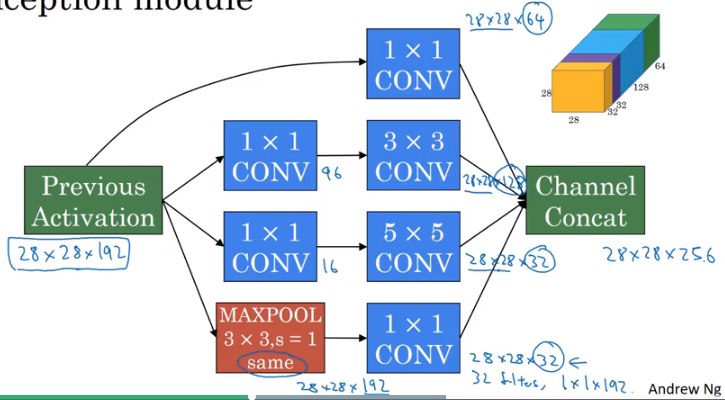 ception module
28×28×64
1 × 1
CONV
28
28
32
32
128
64
1 × 1
CONV
96
3 × 3
CONV
28×28×128
Previous
Activation
28×28×192
Channel
Concat
28×28×256
1 × 1
CONV
16
5 × 5
CONV
28×28×32
MAXPOOL
3 × 3,s = 1
same
28×28×192
1 × 1
CONV
28×28×32 ←
32 filters, 1×1×192.
Andrew Ng